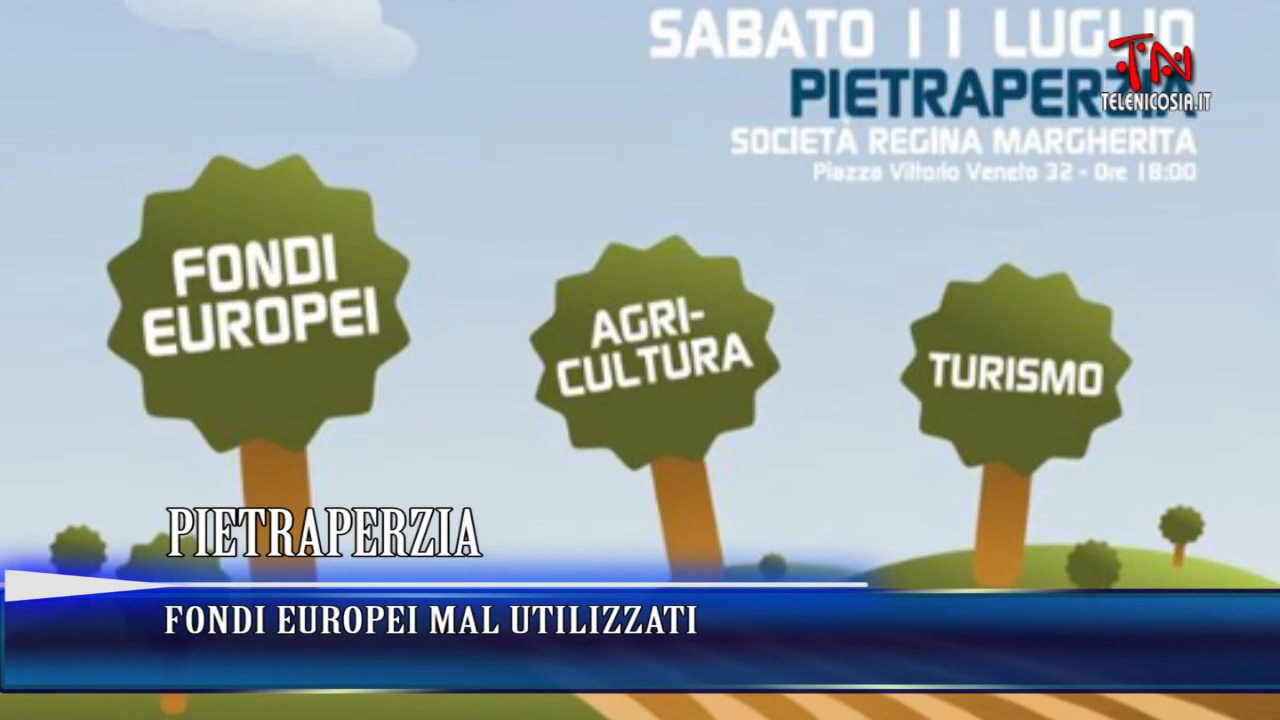 SABATO 11 LUGLIO
PIETRAPERZIA
TN
TELENICOSIA.IT
SOCIETÀ REGINA MARGHERITA
Piazza Vittorio Veneto 32 - Ore 18:00
FONDI
EUROPEI
AGRI-
CULTURA
TURISMO
PIETRAPERZIA
FONDI EUROPEI MAL UTILIZZATI